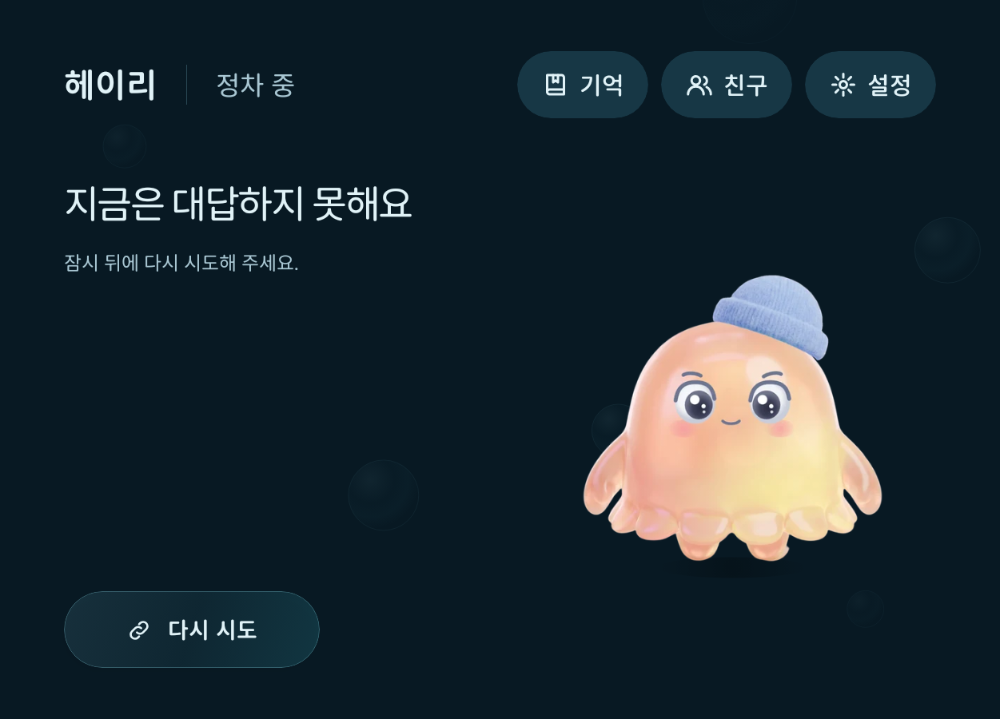 헤이리
정차 중
기억
친구
설정
지금은 대답하지 못해요
잠시 뒤에 다시 시도해 주세요.
다시 시도